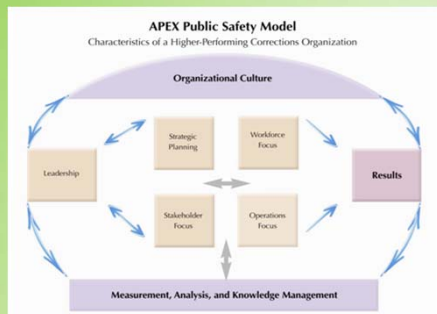 APEX Public Safety Model
Characteristics of a Higher-Performing Corrections Organization
Organizational Culture
Strategic
Planning
Workforce
Focus
Leadership
Results
Stakeholder
Focus
Operations
Focus
Measurement, Analysis, and Knowledge Management